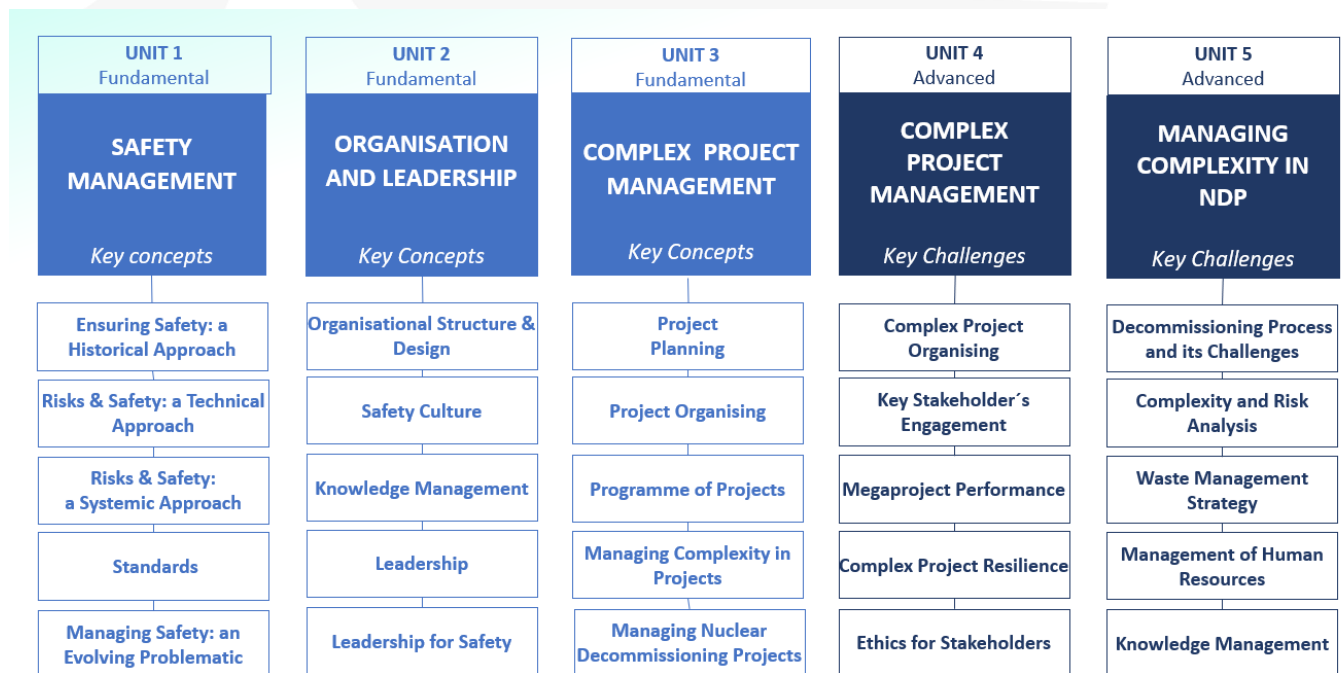 UNIT 1
Fundamental
SAFETY
MANAGEMENT
Key concepts
Ensuring Safety: a
Historical Approach
Risks & Safety: a Technical
Approach
Risks & Safety:
a Systemic Approach
Standards
Managing Safety: an
Evolving Problematic
UNIT 2
Fundamental
ORGANISATION
AND LEADERSHIP
Key Concepts
Organisational Structure &
Design
Safety Culture
Knowledge Management
Leadership
Leadership for Safety
UNIT 3
Fundamental
COMPLEX PROJECT
MANAGEMENT
Key Concepts
Project
Planning
Project Organising
Programme of Projects
Managing Complexity in
Projects
Managing Nuclear
Decommissioning Projects
UNIT 4
Advanced
COMPLEX
PROJECT
MANAGEMENT
Key Challenges
Complex Project
Organising
Key Stakeholder´s
Engagement
Megaproject Performance
Complex Project Resilience
Ethics for Stakeholders
UNIT 5
Advanced
MANAGING
COMPLEXITY IN
NDP
Key Challenges
Decommissioning Process
and its Challenges
Complexity and Risk
Analysis
Waste Management
Strategy
Management of Human
Resources
Knowledge Management